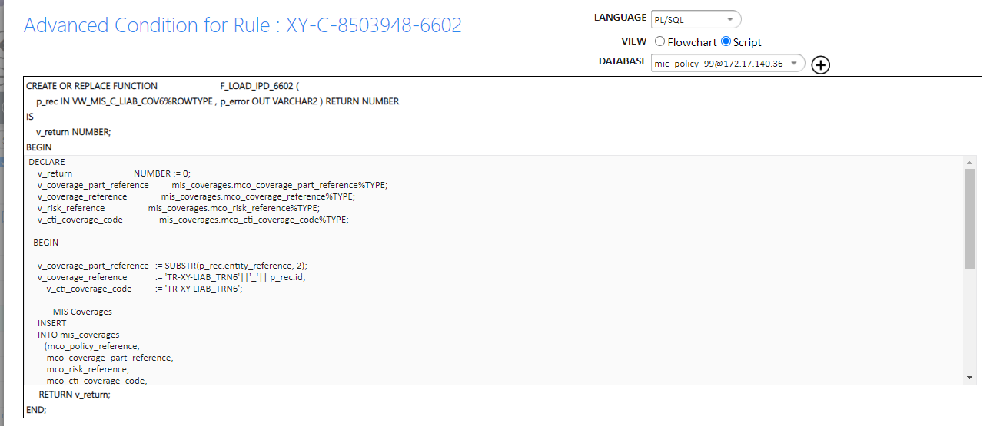 Advanced Condition for Rule : XY-C-8503948-6602
LANGUAGE PL/SQL
VIEW Flowchart Script
DATABASE mic_policy_99@172.17.140.36
CREATE OR REPLACE FUNCTION F_LOAD_IPD_6602 (
p_rec IN VW_MIS_C_LIAB_COV6%ROWTYPE , p_error OUT VARCHAR2 ) RETURN NUMBER
IS
v_return NUMBER;
BEGIN
DECLARE
v_return NUMBER := 0;
v_coverage_part_reference mis_coverages.mco_coverage_part_reference%TYPE;
v_coverage_reference mis_coverages.mco_coverage_reference%TYPE;
v_risk_reference mis_coverages.mco_risk_reference%TYPE;
v_cti_coverage_code mis_coverages.mco_cti_coverage_code%TYPE;
BEGIN
v_coverage_part_reference := SUBSTR(p_rec.entity_reference, 2);
v_coverage_reference := 'TR-XY-LIAB_TRN6'||'_'|| p_rec.id;
v_cti_coverage_code := 'TR-XY-LIAB_TRN6';
--MIS Coverages
INSERT
INTO mis_coverages
(mco_policy_reference,
mco_coverage_part_reference,
mco_risk_reference,
mco_cti_coverage_code,
RETURN v_return;
END;